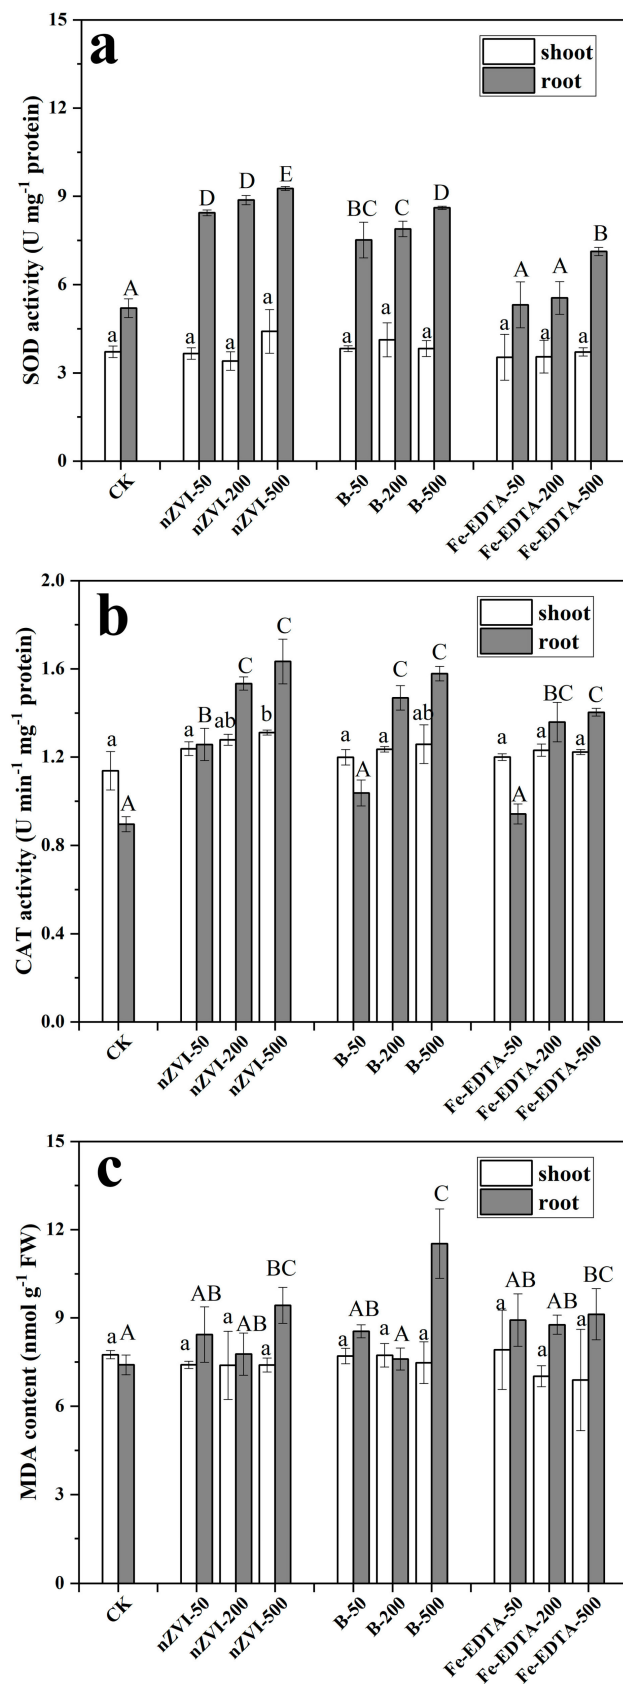 a
shoot
root
SOD activity (U mg⁻¹ protein)
15
12
9
6
3
0
a A
a D a D a E
a BC a C a D
a A a A a B
CK
nZVI-50
nZVI-200
nZVI-500
B-50
B-200
B-500
Fe-EDTA-50
Fe-EDTA-200
Fe-EDTA-500
b
shoot
root
CAT activity (U min⁻¹ mg⁻¹ protein)
2.0
1.6
1.2
0.8
0.4
0.0
a A
a B ab C b C
a A a C ab C
a A a BC a C
CK
nZVI-50
nZVI-200
nZVI-500
B-50
B-200
B-500
Fe-EDTA-50
Fe-EDTA-200
Fe-EDTA-500
c
shoot
root
MDA content (nmol g⁻¹ FW)
15
12
9
6
3
0
a A
a AB a AB a BC
a AB a A a C
a AB a AB a BC
CK
nZVI-50
nZVI-200
nZVI-500
B-50
B-200
B-500
Fe-EDTA-50
Fe-EDTA-200
Fe-EDTA-500